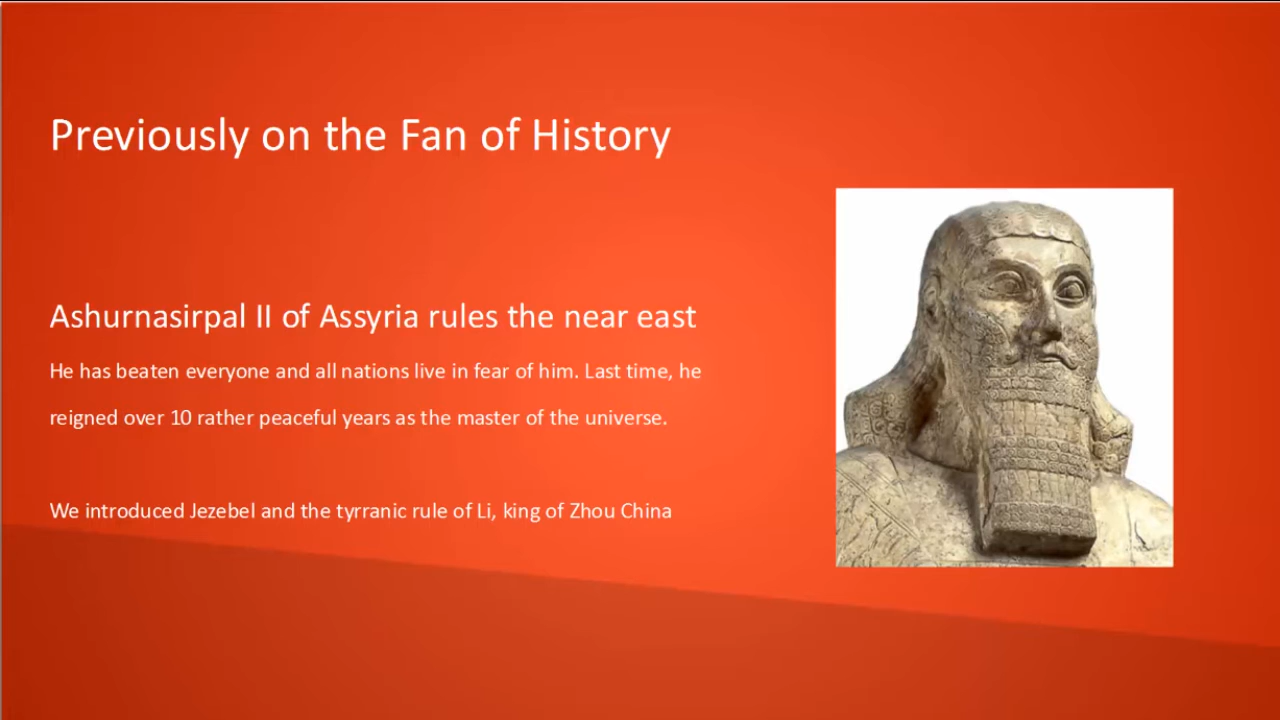 Previously on the Fan of History
Ashurnasirpal II of Assyria rules the near east
He has beaten everyone and all nations live in fear of him. Last time, he
reigned over 10 rather peaceful years as the master of the universe.
We introduced Jezebel and the tyrranic rule of Li, king of Zhou China